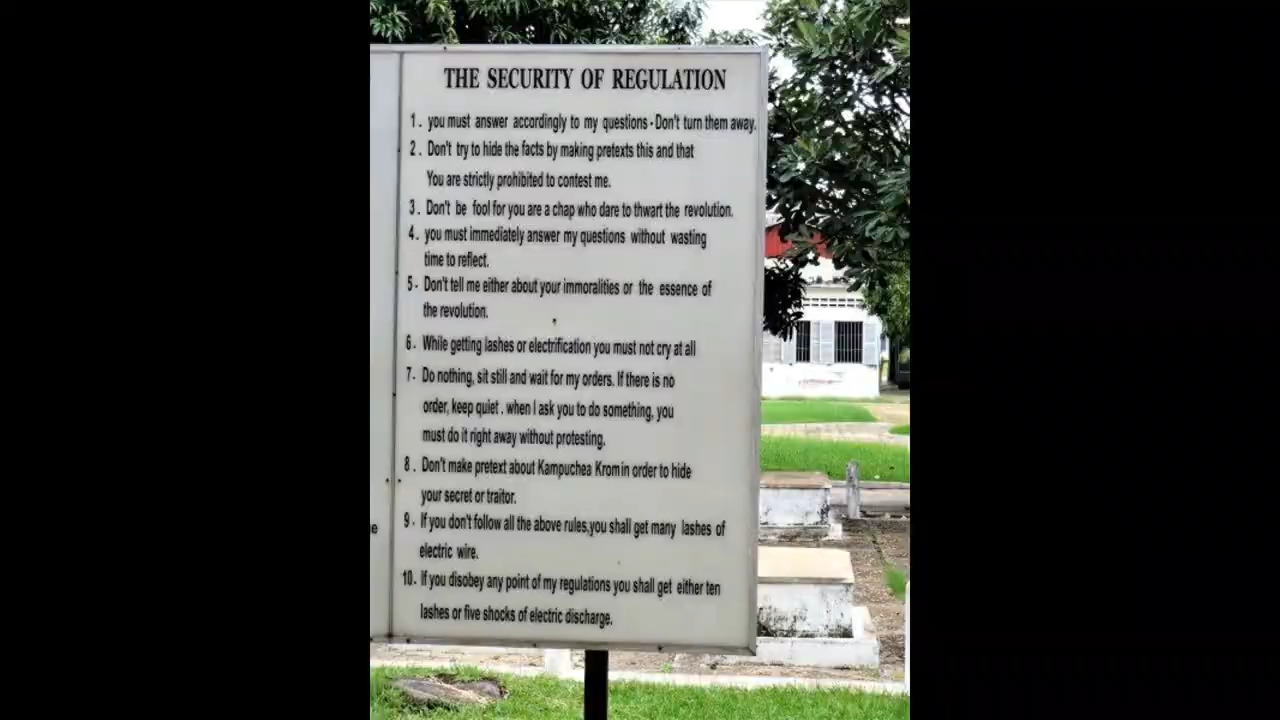 THE SECURITY OF REGULATION
1. you must answer accordingly to my questions-Don't turn them away.
2. Don't try to hide the facts by making pretexts this and that
You are strictly prohibited to contest me.
3. Don't be fool for you are a chap who dare to thwart the revolution.
4. you must immediately answer my questions without wasting
time to reflect.
5. Don't tell me either about your immoralities or the essence of
the revolution.
6. While getting lashes or electrification you must not cry at all
7. Do nothing, sit still and wait for my orders. If there is no
order, keep quiet. when I ask you to do something, you
must do it right away without protesting.
8. Don't make pretext about Kampuchea Krom in order to hide
your secret or traitor.
9. If you don't follow all the above rules,you shall get many lashes of
electric wire.
10. If you disobey any point of my regulations you shall get either ten
lashes or five shocks of electric discharge.